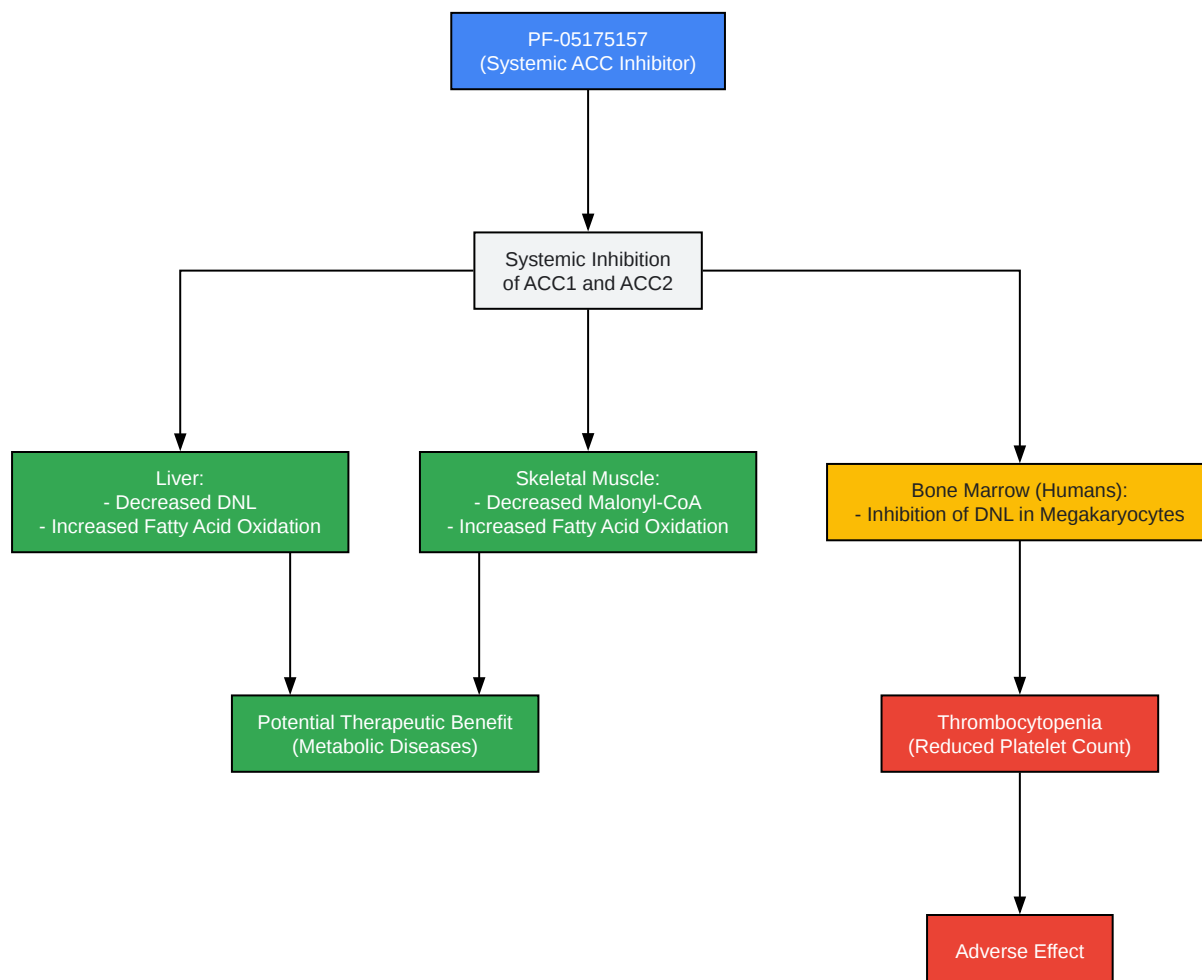 PF-05175157
(Systemic ACC Inhibitor)
Systemic Inhibition
of ACC1 and ACC2
Liver:
- Decreased DNL
- Increased Fatty Acid Oxidation
Skeletal Muscle:
- Decreased Malonyl-CoA
- Increased Fatty Acid Oxidation
Bone Marrow (Humans):
- Inhibition of DNL in Megakaryocytes
Potential Therapeutic Benefit
(Metabolic Diseases)
Thrombocytopenia
(Reduced Platelet Count)
Adverse Effect